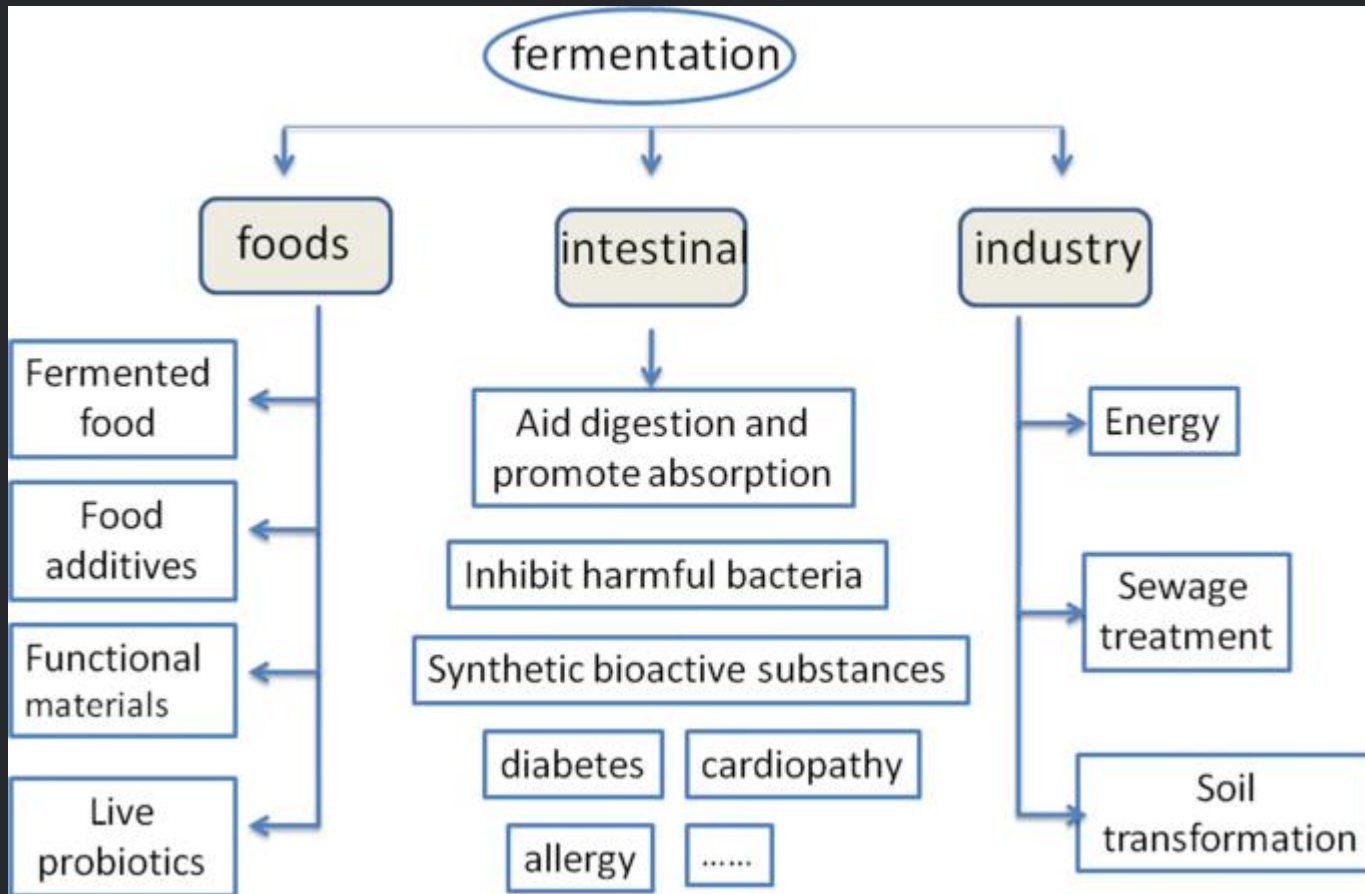 fermentation
foods
intestinal
industry
Fermented
food
Food
additives
Functional
materials
Live
probiotics
Aid digestion and
promote absorption
Inhibit harmful bacteria
Synthetic bioactive substances
diabetes
cardiopathy
allergy
......
Energy
Sewage
treatment
Soil
transformation